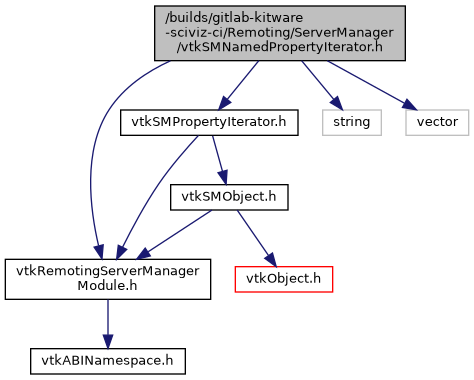 /builds/gitlab-kitware
-sciviz-ci/Remoting/ServerManager
/vtkSMNamedPropertyIterator.h
vtkSMPropertyIterator.h
string
vector
vtkSMObject.h
vtkRemotingServerManager
Module.h
vtkObject.h
vtkABINamespace.h